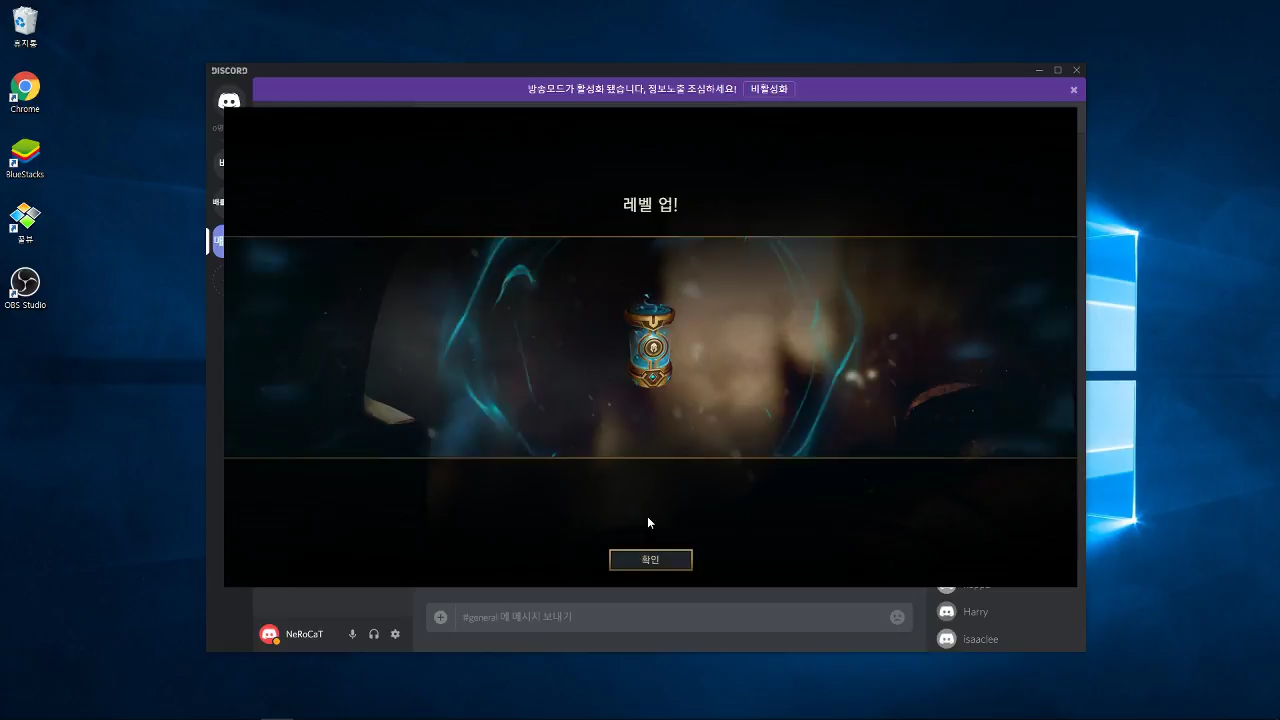 휴지통
Chrome
BlueStacks
꿀뷰
OBS Studio
DISCORD
방송모드가 활성화 됐습니다, 정보노출 조심하세요!
비활성화
레벨 업!
확인
#general 에 메시지 보내기
NeRoCaT
Harry
isaaclee